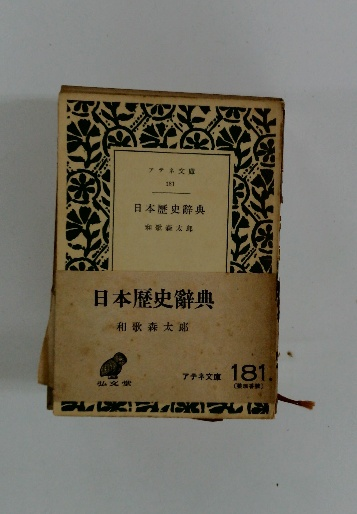 アテネ文庫
181
日本歴史辭典
和歌森太郎
日本歴史辭典
和歌森太郎
弘文堂
アテネ文庫 181